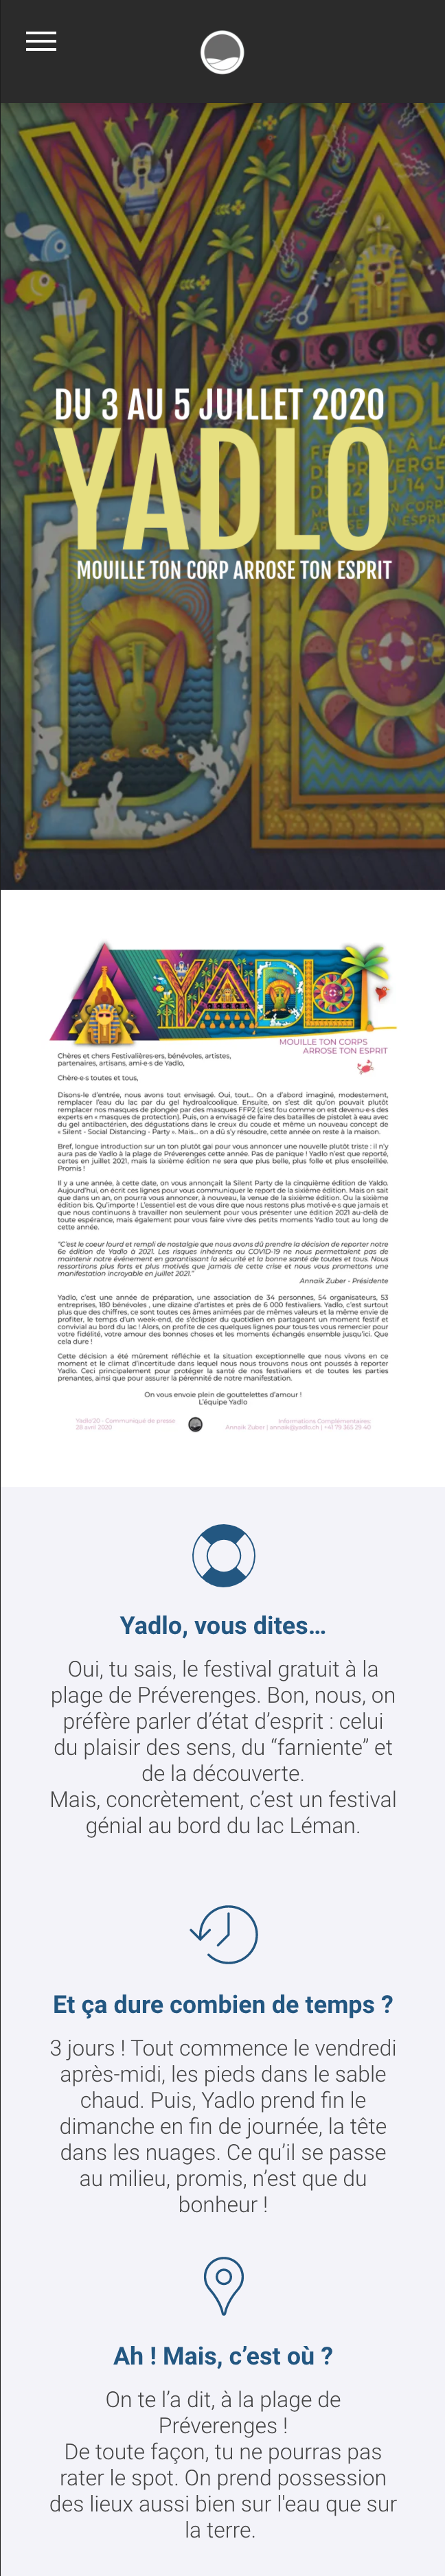 DU 3 AU 5 JUILLET 2020
YADLO
MOUILLE TON CORP ARROSE TON ESPRIT
YADLO
MOUILLE TON CORPS
ARROSE TON ESPRIT
Chères et chers Festivalières·ers, bénévoles, artistes,
partenaires, artisans, ami·e·s de Yadlo,
Chère·e·s toutes et tous,
Disons-le d'entrée, nous avons tout envisagé. Oui, tout… On a d'abord imaginé, modestement,
remplacer l'eau du lac par du gel hydroalcoolique. Ensuite, on s'est dit qu'on pouvait plutôt
remplacer nos masques de plongée par des masques FFP2 (c'est fou comme on est devenu·e·s des
experts en « masques de protection). Puis, on a envisagé de faire des batailles de pistolet à eau avec
du gel antibactérien, des dégustations dans le creux du coude et même un nouveau concept de
« Silent - Social Distancing - Party ». Mais… on a dû s'y résoudre, cette année on reste à la maison.
Bref, longue introduction sur un ton plutôt gai pour vous annoncer une nouvelle plutôt triste : il n'y
aura pas de Yadlo à la plage de Préverenges cette année. Pas de panique ! Yadlo n'est que reporté,
certes en juillet 2021, mais la sixième édition ne sera que plus belle, plus folle et plus ensoleillée.
Promis !
Il y a une année, à cette date, on vous annonçait la Silent Party de la cinquième édition de Yaldo.
Aujourd'hui, on écrit ces lignes pour vous communiquer le report de la sixième édition. Mais on sait
que dans un an, on pourra vous annoncer, à nouveau, la venue de la sixième édition. Ou la sixième
édition bis. Qu'importe ! L'essentiel est de vous dire que nous restons plus motivé·e·s que jamais et
que nous continuons à travailler non seulement pour vous présenter une édition 2021 au-delà de
toute espérance, mais également pour vous faire vivre des petits moments Yadlo tout au long de
cette année.
"C'est le coeur lourd et rempli de nostalgie que nous avons dû prendre la décision de reporter notre
6e édition de Yadlo à 2021. Les risques inhérents au COVID-19 ne nous permettaient pas de
maintenir notre événement en garantissant la sécurité et la bonne santé de toutes et tous. Nous
ressortirons plus forts et plus motivés que jamais et je me réjouis de vous promettons une
manifestation incroyable en juillet 2021."
Annaik Zuber - Présidente
Yadlo, c'est une année de préparation, une association de 34 personnes, 54 organisateurs, 53
entreprises, 180 bénévoles , une dizaine d'artistes et près de 6 000 festivaliers. Yadlo, c'est surtout
plus que des chiffres, ce sont toutes ces âmes animées par de mêmes valeurs et la même envie de
profiter, le temps d'un week-end, de s'éclipser du quotidien en partageant un moment festif et
convivial au bord du lac ! Alors, on profite de ces quelques lignes pour tous·tes vous remercier pour
votre fidélité, votre amour des bonnes choses et les moments échangés ensemble jusqu'ici. Que
cela dure !
Cette décision a été mûrement réfléchie et la situation exceptionnelle que nous vivons en ce
moment et le climat d'incertitude dans lequel nous nous trouvons nous ont poussés à reporter
Yadlo. Ceci principalement pour protéger la santé de nos festivaliers et de toutes les parties
prenantes, ainsi que pour assurer la pérennité de notre manifestation.
On vous envoie plein de gouttelettes d'amour !
L'équipe Yadlo
Yadlo'20 - Communiqué de presse
28 avril 2020
Informations Complémentaires
Annaik Zuber | annaik@yadlo.ch | +41 79 365 29 40
Yadlo, vous dites…
Oui, tu sais, le festival gratuit à la
plage de Préverenges. Bon, nous, on
préfère parler d'état d'esprit : celui
du plaisir des sens, du “farniente” et
de la découverte.
Mais, concrètement, c'est un festival
génial au bord du lac Léman.
Et ça dure combien de temps ?
3 jours ! Tout commence le vendredi
après-midi, les pieds dans le sable
chaud. Puis, Yadlo prend fin le
dimanche en fin de journée, la tête
dans les nuages. Ce qu'il se passe
au milieu, promis, n'est que du
bonheur !
Ah ! Mais, c'est où ?
On te l'a dit, à la plage de
Préverenges !
De toute façon, tu ne pourras pas
rater le spot. On prend possession
des lieux aussi bien sur l'eau que sur
la terre.